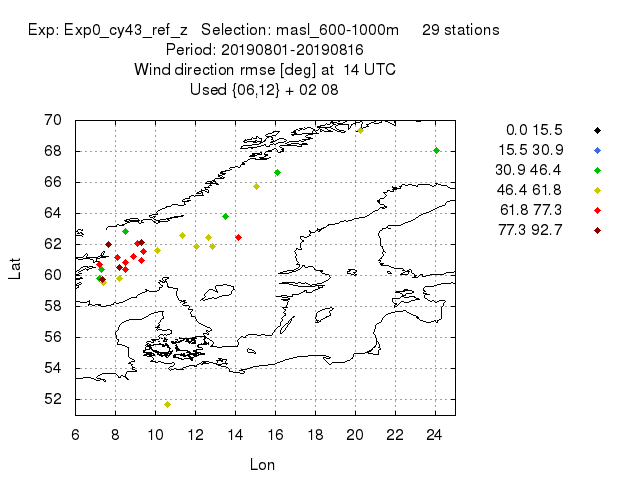 Exp: Exp0_cy43_ref_z   Selection: masl_600-1000m     29 stations
Period: 20190801-20190816
Wind direction rmse [deg] at  14 UTC
Used {06,12} + 02 08
70
68
66
64
62
60
58
56
54
52
Lat
6 8 10 12 14 16 18 20 22 24
Lon
0.0 15.5
15.5 30.9
30.9 46.4
46.4 61.8
61.8 77.3
77.3 92.7